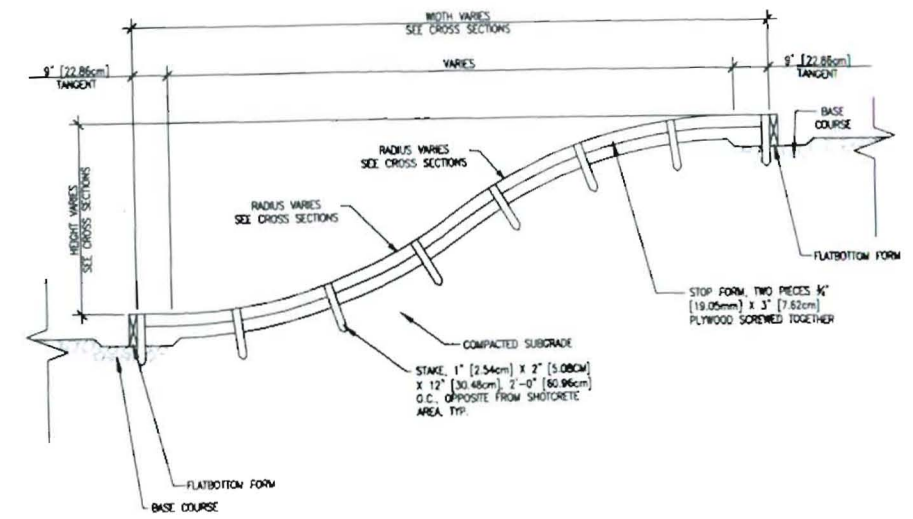 WIDTH VARIES
SEE CROSS SECTIONS
9" [22.86cm]
TANGENT
VARIES
9" [22.86cm]
TANGENT
BASE
COURSE
RADIUS VARIES
SEE CROSS SECTIONS
HEIGHT VARIES
SEE CROSS SECTIONS
RADIUS VARIES
SEE CROSS SECTIONS
FLATBOTTOM FORM
STOP FORM, TWO PIECES ¾"
[19.05mm] X 3" [7.62cm]
PLYWOOD SCREWED TOGETHER
COMPACTED SUBGRADE
STAKE, 1" [2.54cm] X 2" [5.08CM]
X 12" [30.48cm], 2'-0" [60.96cm]
O.C., OPPOSITE FROM SHOTCRETE
AREA, TYP.
FLATBOTTOM FORM
BASE COURSE